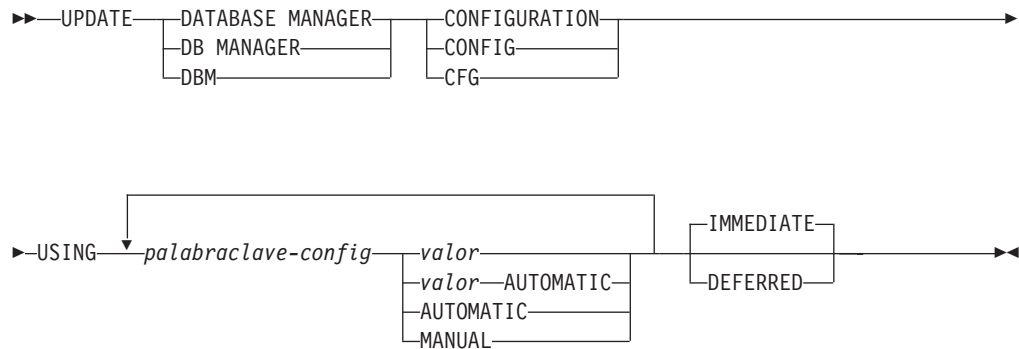 UPDATE DATABASE MANAGER CONFIGURATION
DB MANAGER CONFIG
DBM CFG
IMMEDIATE
USING palabraclave-config valor
valor AUTOMATIC DEFERRED
AUTOMATIC
MANUAL